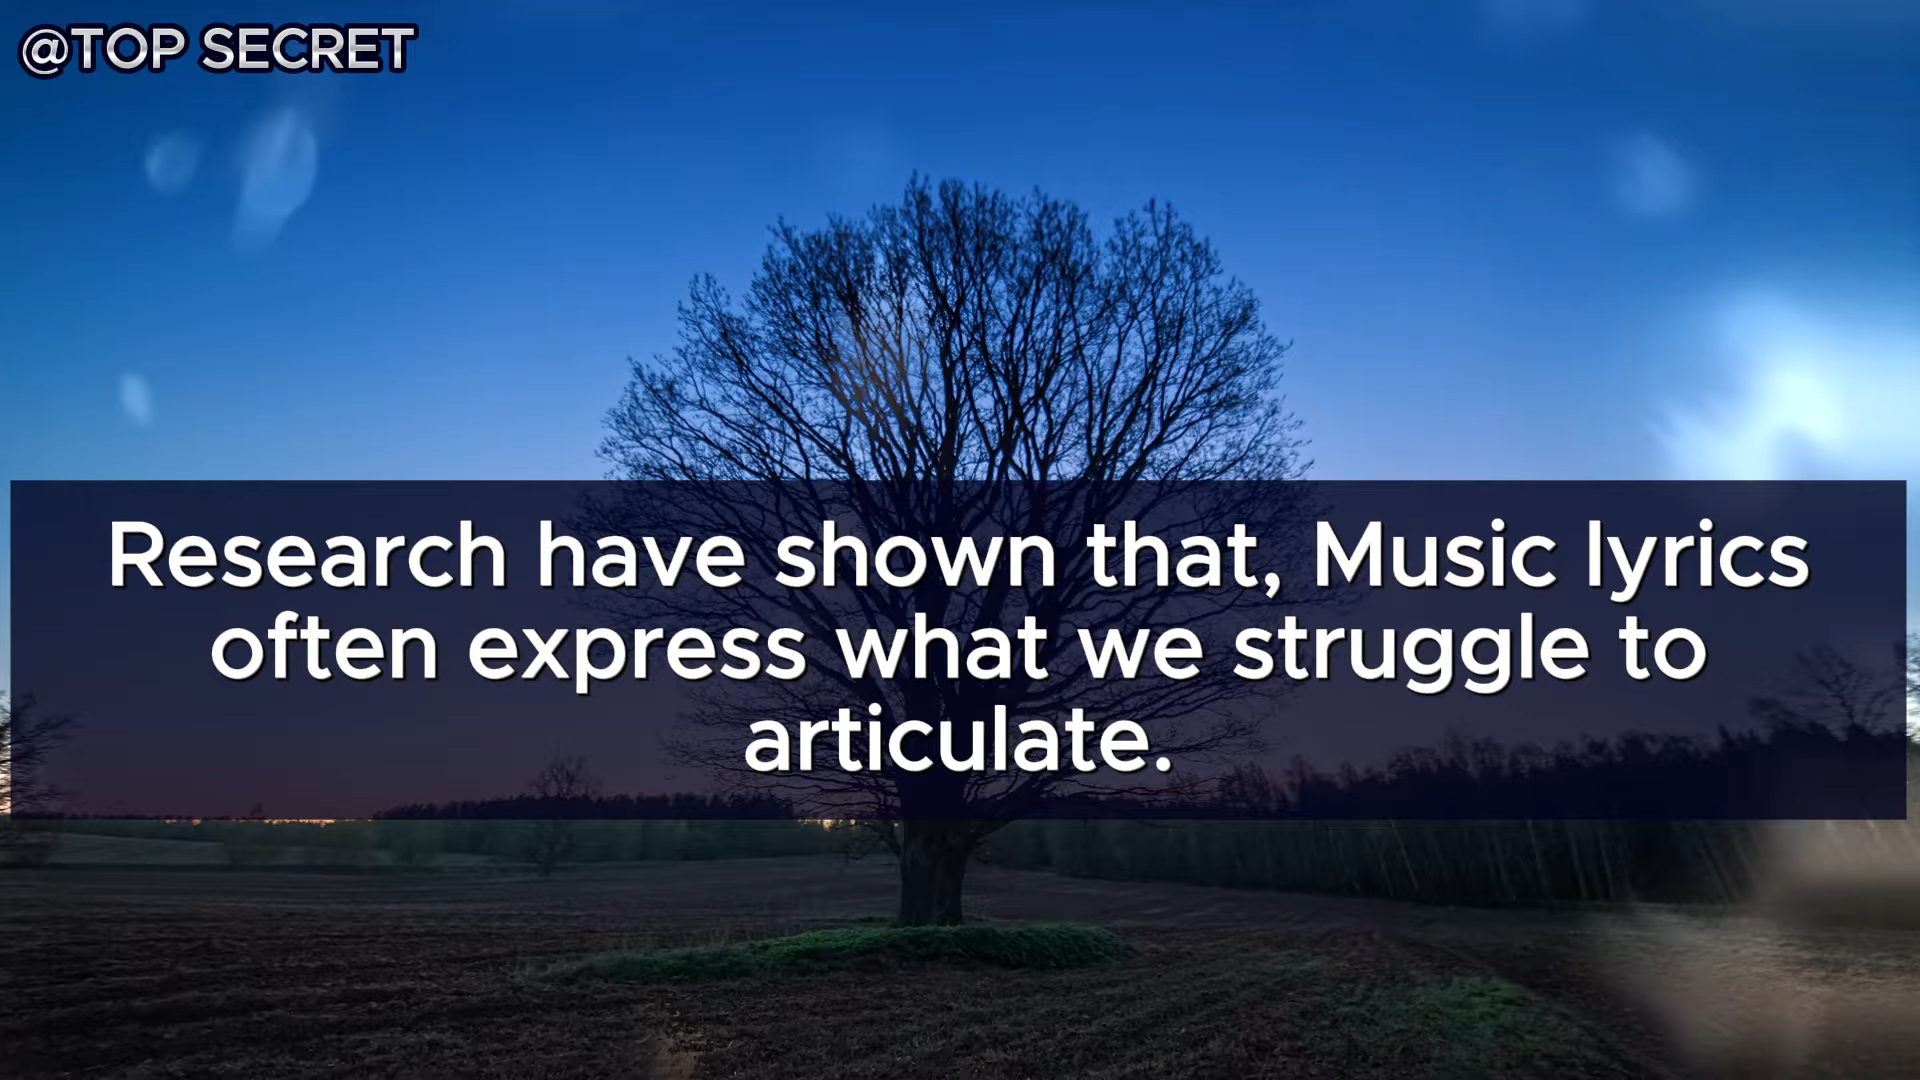 @TOP SECRET
Research have shown that, Music lyrics
often express what we struggle to
articulate.